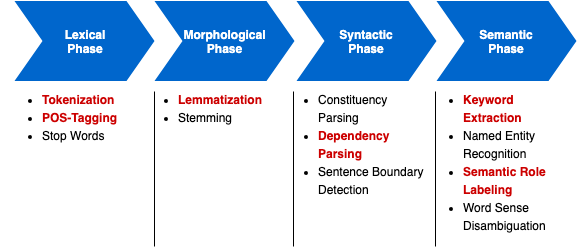 Lexical
Phase
Morphological
Phase
Syntactic
Phase
Semantic
Phase
Tokenization
POS-Tagging
Stop Words
Lemmatization
Stemming
Constituency
Parsing
Dependency
Parsing
Sentence Boundary
Detection
Keyword
Extraction
Named Entity
Recognition
Semantic Role
Labeling
Word Sense
Disambiguation